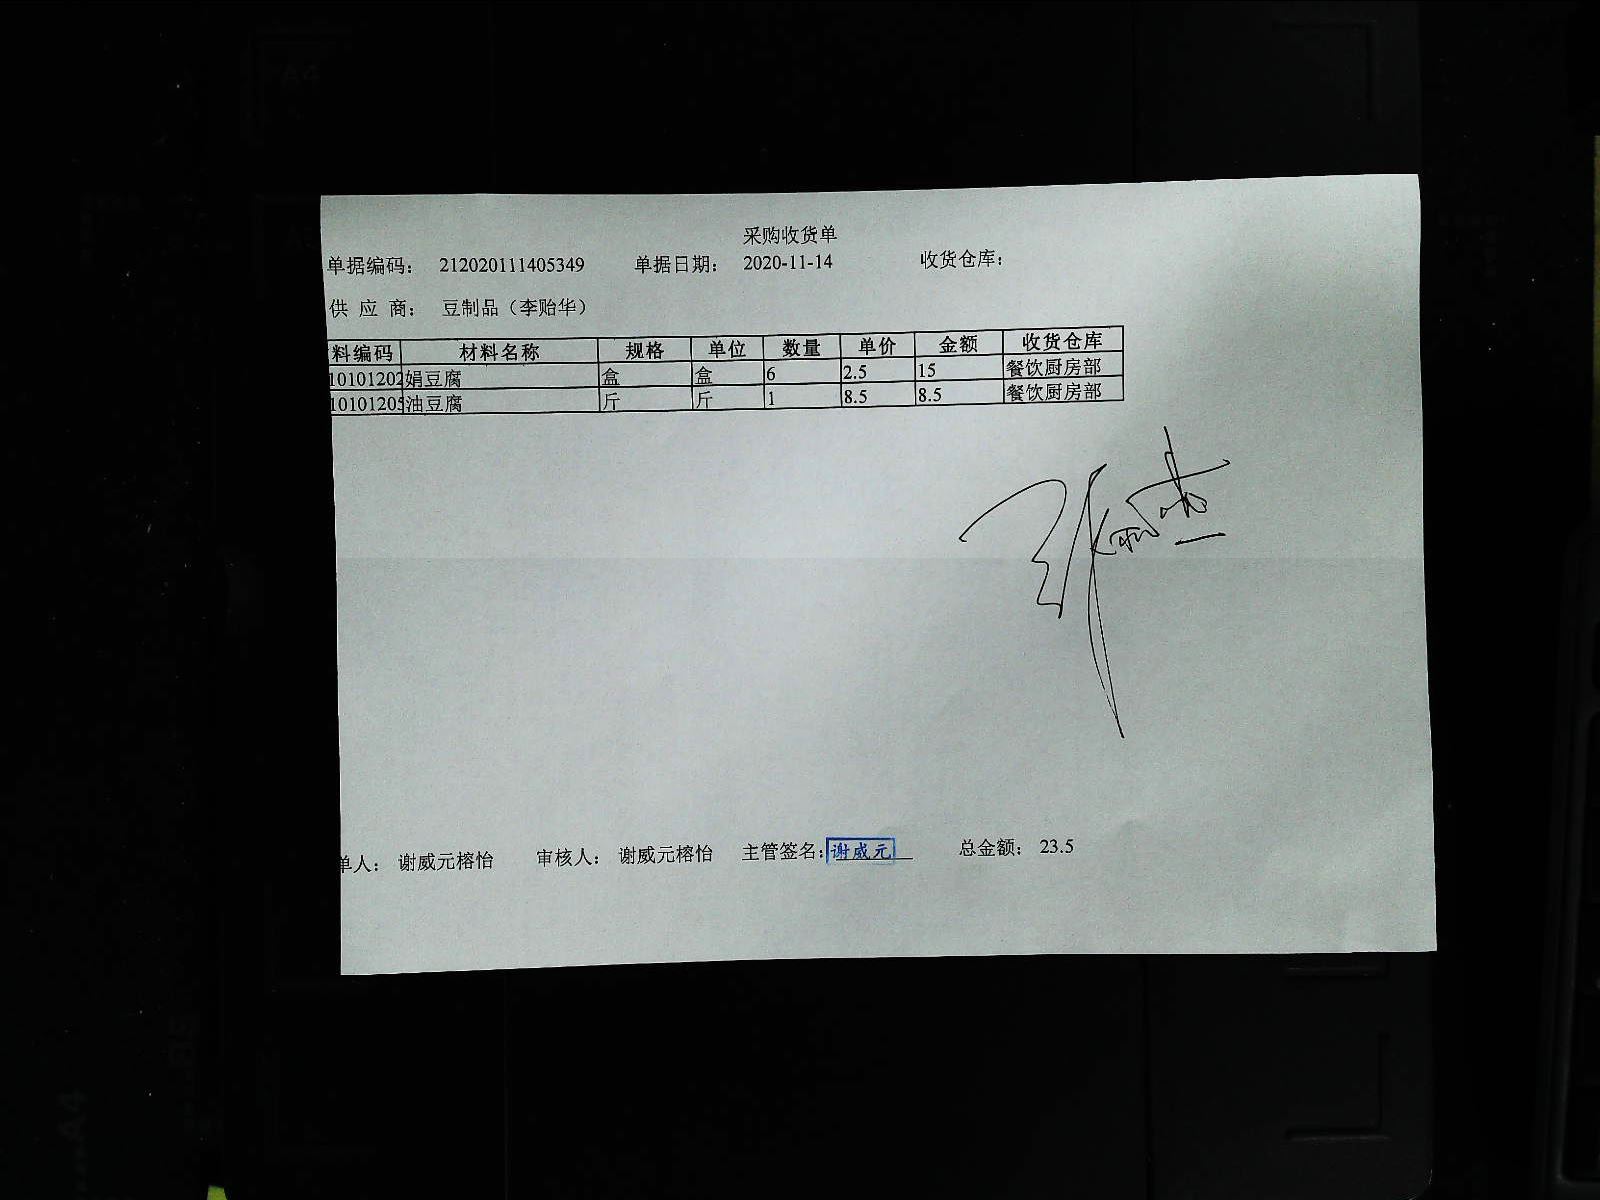 采购收货单
单据编码： 212020111405349 单据日期： 2020-11-14 收货仓库：
供 应 商： 豆制品（李贻华）
料编码 材料名称 规格 单位 数量 单价 金额 收货仓库
10101202 娟豆腐 盒 盒 6 2.5 15 餐饮厨房部
10101205 油豆腐 斤 斤 1 8.5 8.5 餐饮厨房部
单人： 谢威元榕怡 审核人： 谢威元榕怡 主管签名： 谢威元 总金额： 23.5